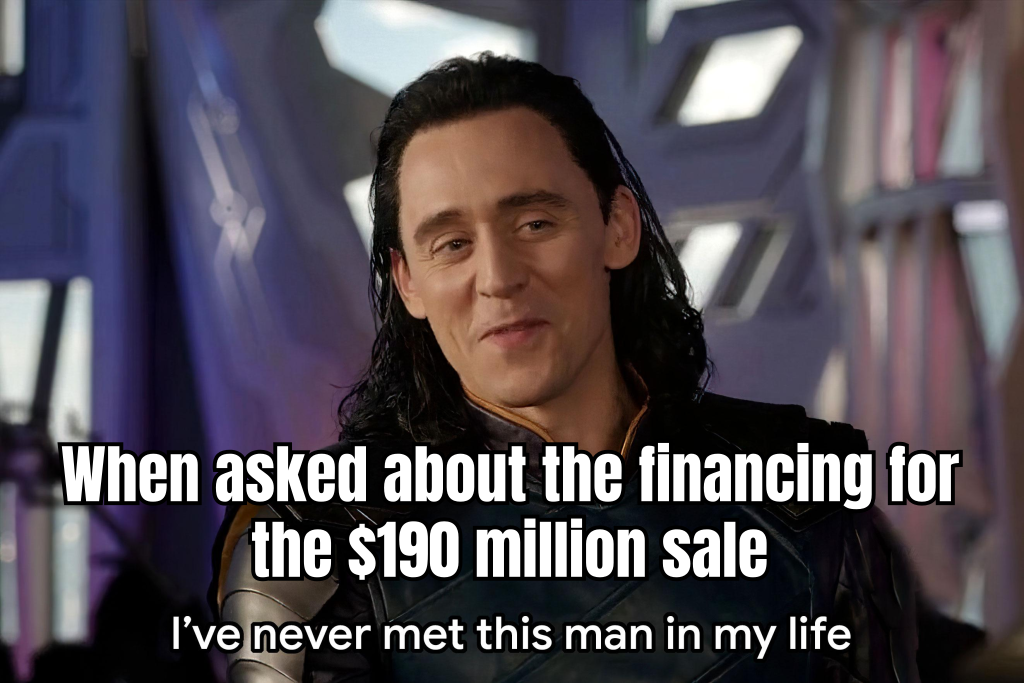 When asked about the financing for
the $190 million sale
I’ve never met this man in my life